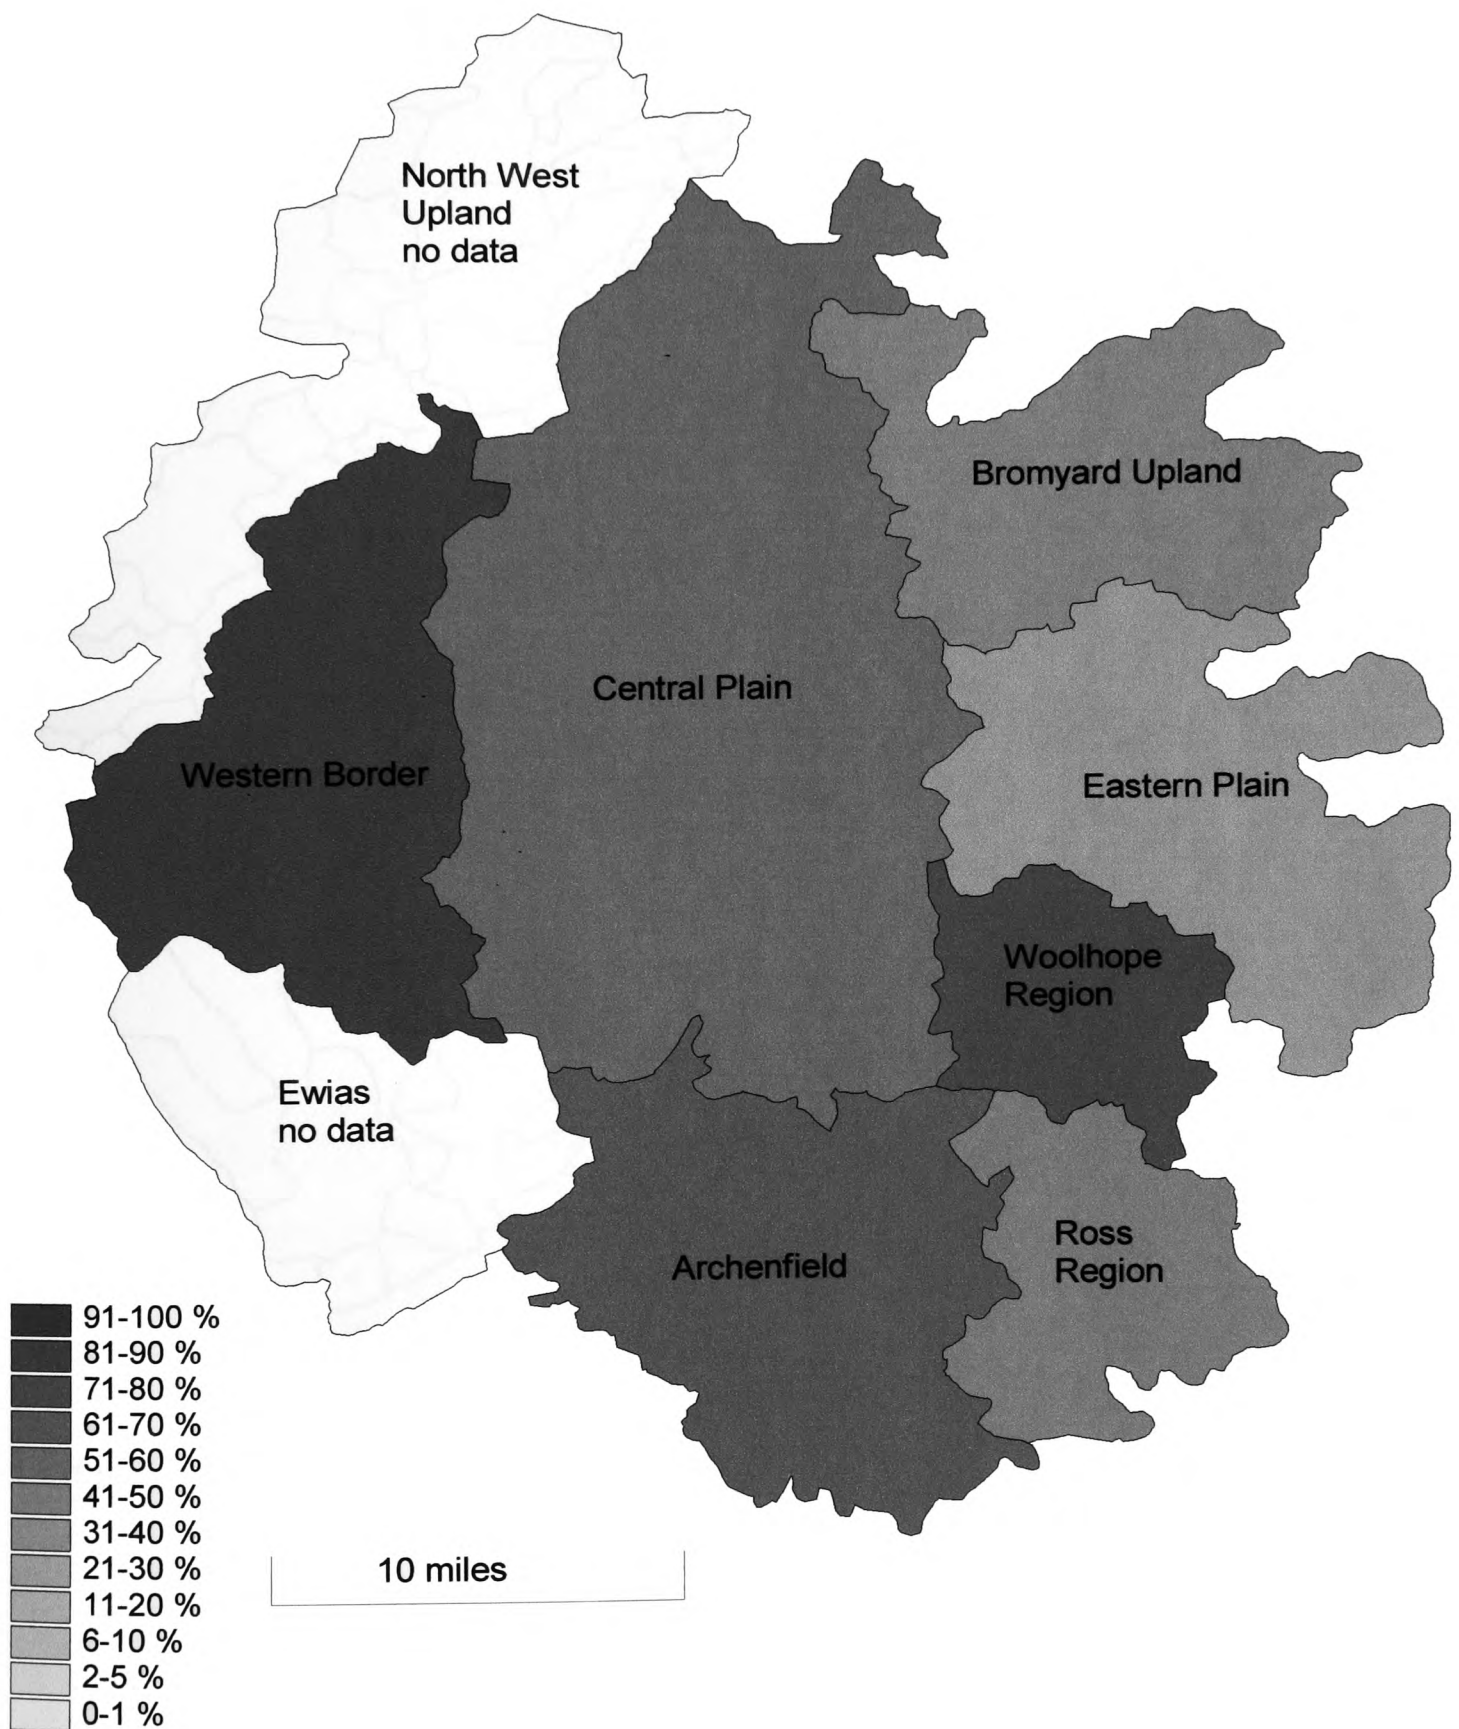 North West
Upland
no data
Bromyard Upland
Central Plain
Western Border
Eastern Plain
Woolhope
Region
Ewias
no data
Ross
Region
Archenfield
91-100 %
81-90 %
71-80 %
61-70 %
51-60 %
41-50 %
31-40 %
21-30 %
11-20 %
6-10 %
2-5 %
0-1 %
10 miles